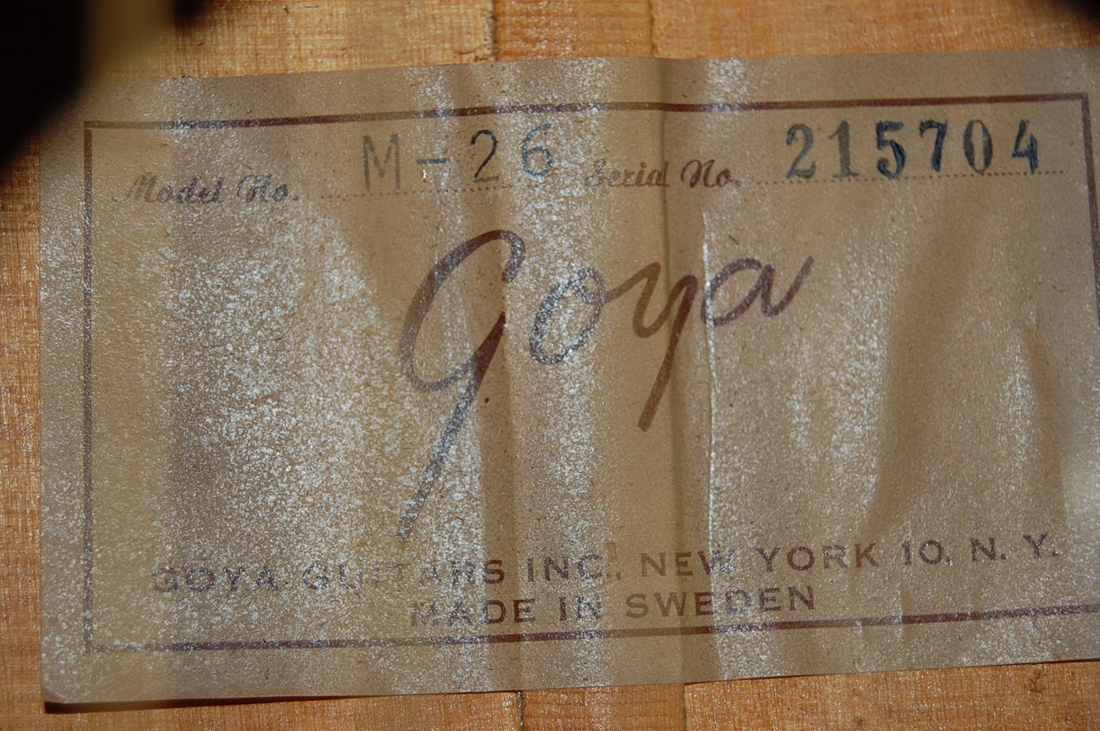 Model No. M-26 Serial No. 215704
Goya
GOYA GUITARS INC., NEW YORK 10, N. Y.
MADE IN SWEDEN